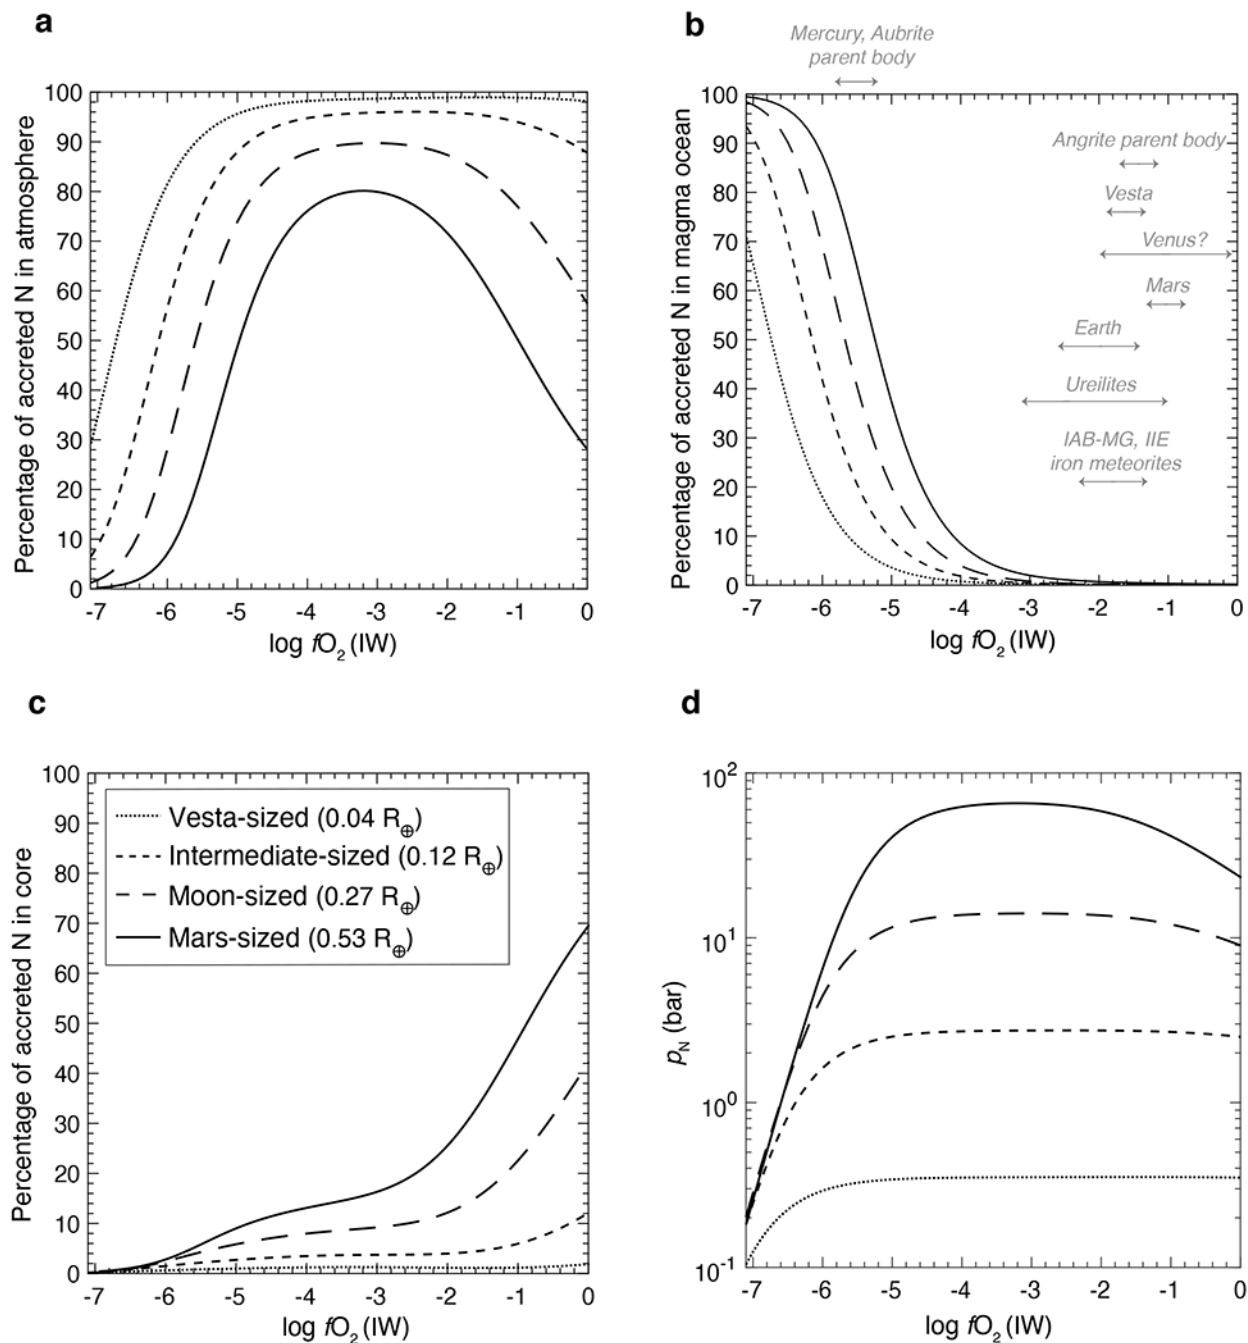 a
100
90
80
70
60
50
40
30
20
10
0
Percentage of accreted N in atmosphere
-7 -6 -5 -4 -3 -2 -1 0
log fO₂ (IW)
b
Mercury, Aubrite
parent body
100
90
80
70
60
50
40
30
20
10
0
Percentage of accreted N in magma ocean
Angrite parent body
Vesta
Venus?
Mars
Earth
Ureilites
IAB-MG, IIE
iron meteorites
-7 -6 -5 -4 -3 -2 -1 0
log fO₂ (IW)
c
100
90
80
70
60
50
40
30
20
10
0
Percentage of accreted N in core
Vesta-sized (0.04 R⊕)
Intermediate-sized (0.12 R⊕)
Moon-sized (0.27 R⊕)
Mars-sized (0.53 R⊕)
-7 -6 -5 -4 -3 -2 -1 0
log fO₂ (IW)
d
10²
10¹
10⁰
10⁻¹
pN (bar)
-7 -6 -5 -4 -3 -2 -1 0
log fO₂ (IW)